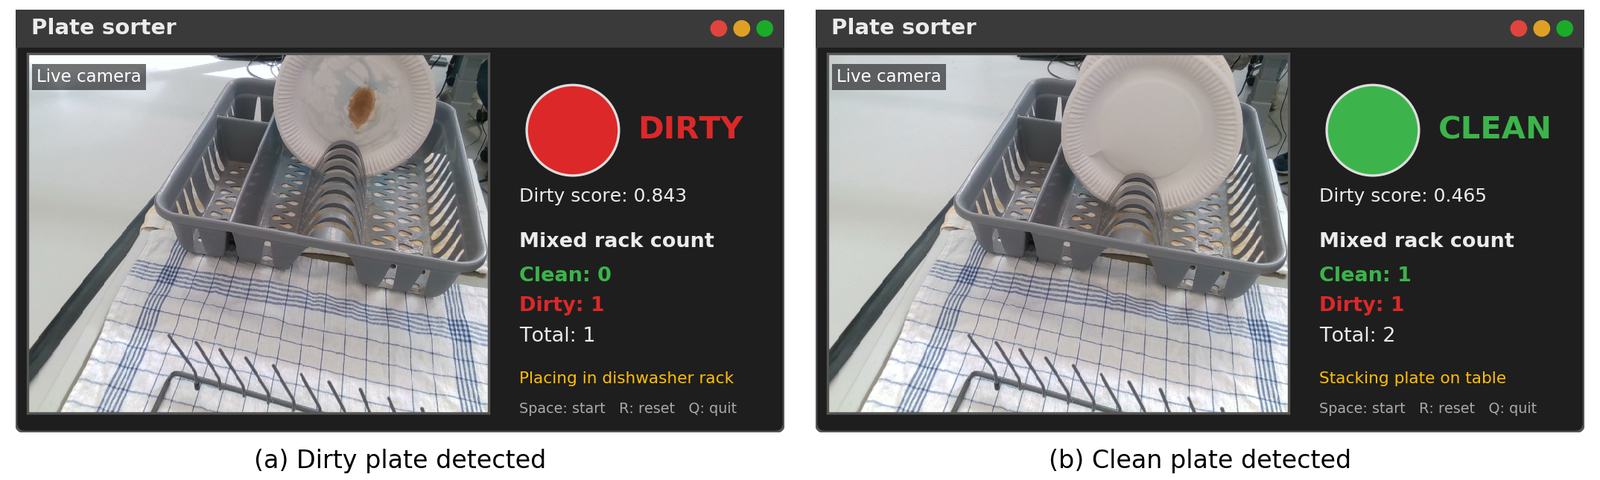 Plate sorter
Live camera
DIRTY
Dirty score: 0.843
Mixed rack count
Clean: 0
Dirty: 1
Total: 1
Placing in dishwasher rack
Space: start R: reset Q: quit
(a) Dirty plate detected
Plate sorter
Live camera
CLEAN
Dirty score: 0.465
Mixed rack count
Clean: 1
Dirty: 1
Total: 2
Stacking plate on table
Space: start R: reset Q: quit
(b) Clean plate detected